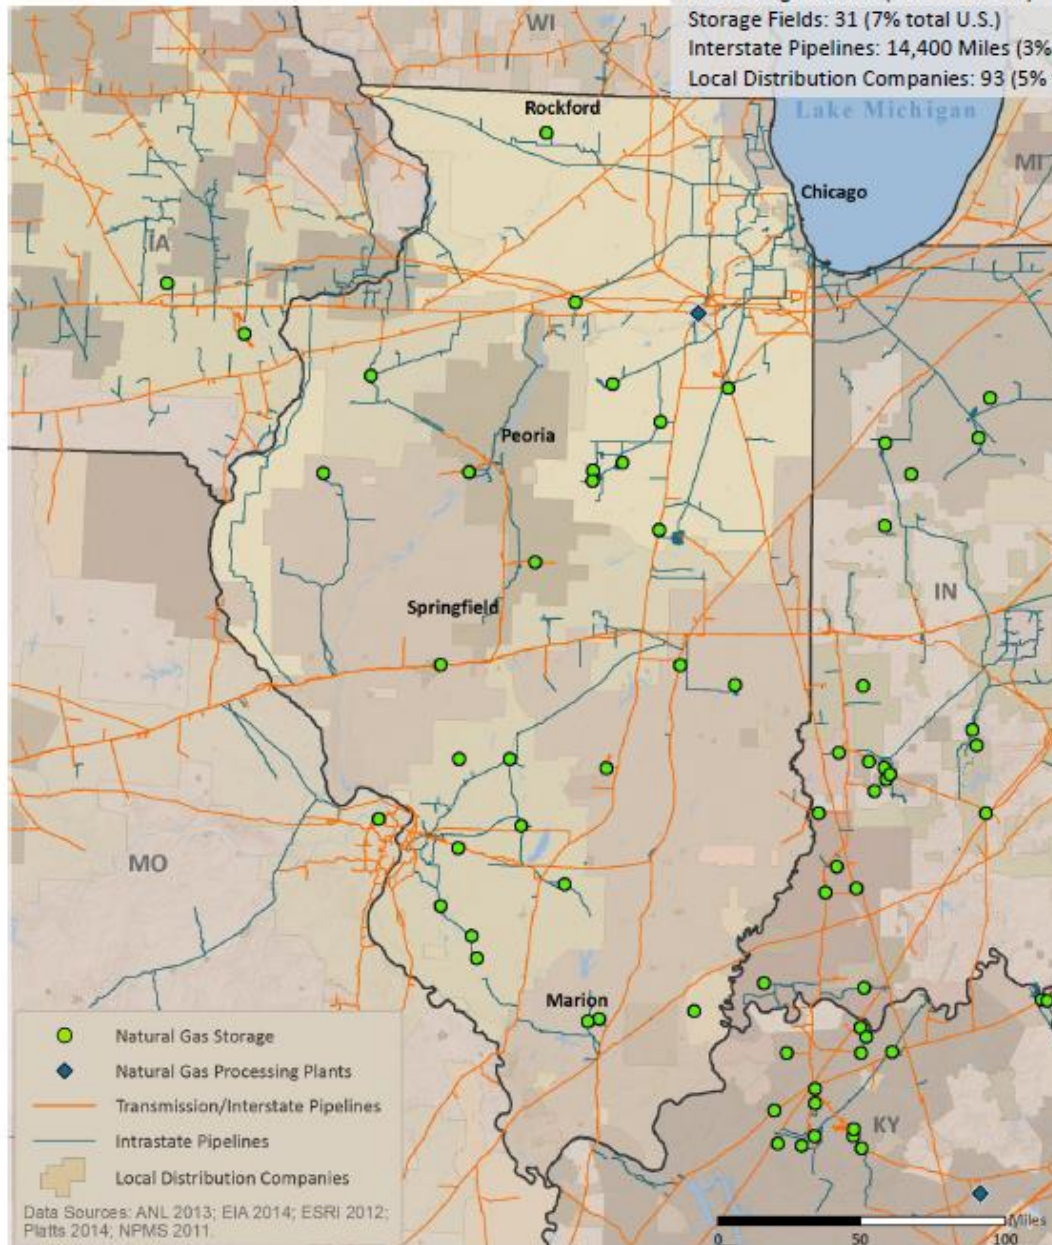 Storage Fields: 31 (7% total U.S.)
Interstate Pipelines: 14,400 Miles (3%
Local Distribution Companies: 93 (5%
WI
Rockford
Lake Michigan
MI
Chicago
IA
Peoria
IN
Springfield
MO
Marion
KY
Natural Gas Storage
Natural Gas Processing Plants
Transmission/Interstate Pipelines
Intrastate Pipelines
Local Distribution Companies
Data Sources: ANL 2013; EIA 2014; ESRI 2012;
Platts 2014; NPMS 2011.
Miles
0 50 100